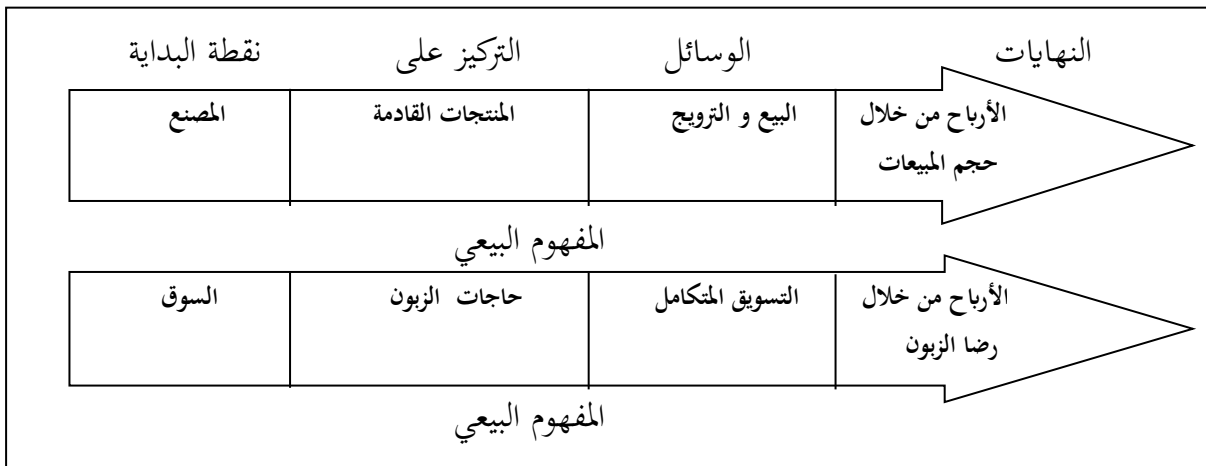 نقطة البداية التركيز على الوسائل النهايات
المصنع المنتجات القادمة البيع و الترويج الأرباح من خلال
حجم المبيعات
المفهوم البيعي
السوق حاجات الزبون التسويق المتكامل الأرباح من خلال
رضا الزبون
المفهوم البيعي